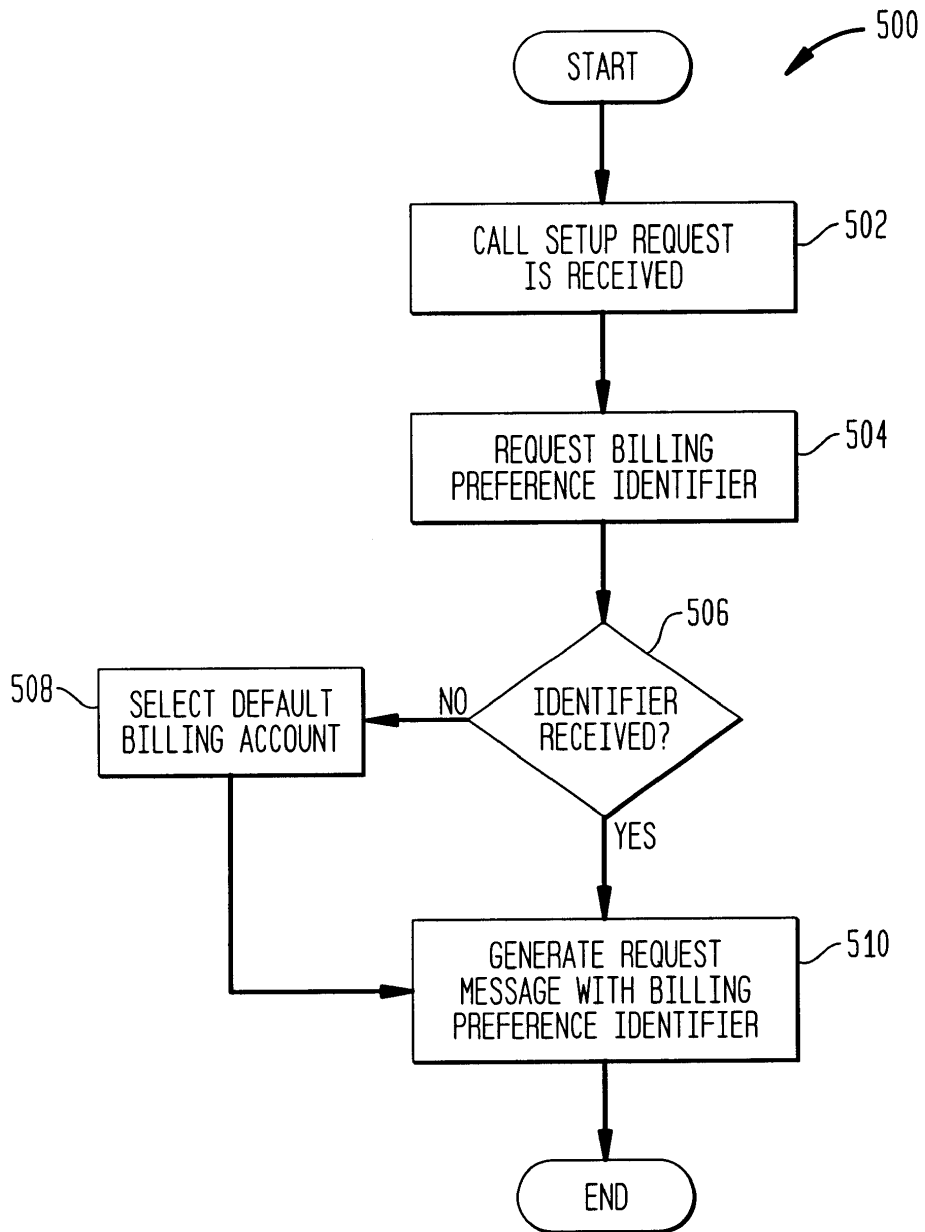 500
START
CALL SETUP REQUEST
IS RECEIVED
502
REQUEST BILLING
PREFERENCE IDENTIFIER
504
506
IDENTIFIER
RECEIVED?
NO
508
SELECT DEFAULT
BILLING ACCOUNT
YES
GENERATE REQUEST
MESSAGE WITH BILLING
PREFERENCE IDENTIFIER
510
END